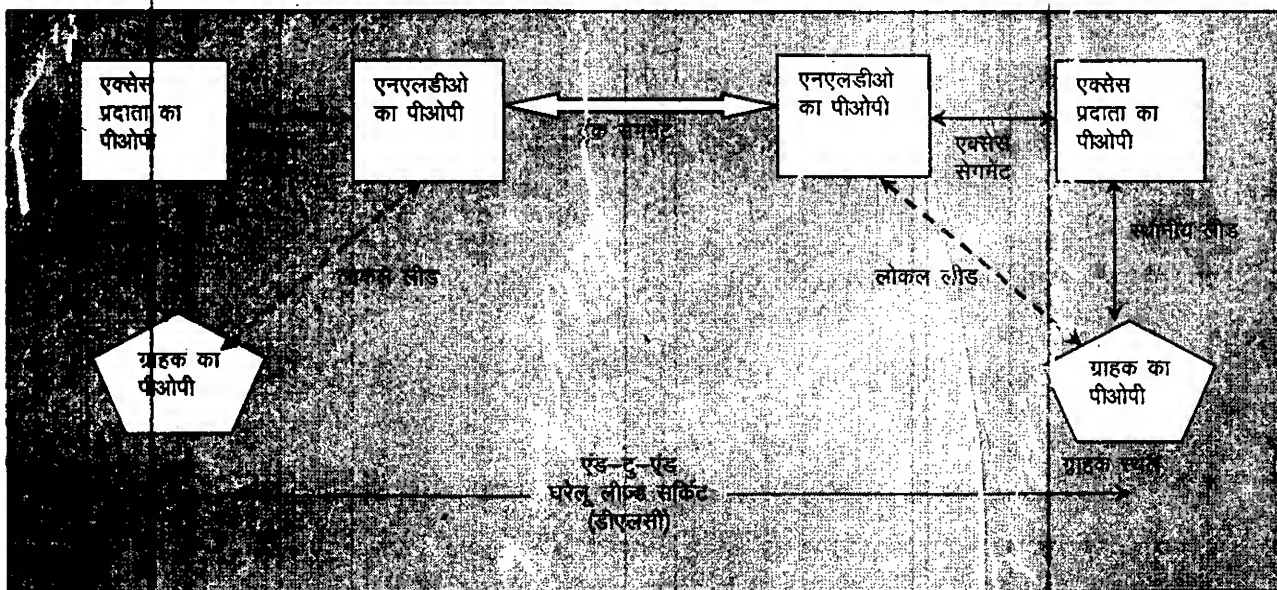 एक्सेस
प्रदाता का
पीओपी
एनएलडीओ
का पीओपी
एनएलडीओ
का पीओपी
एक्सेस
प्रदाता का
पीओपी
एक्सेस
सेगमेंट
स्थानीय लीड
लोकल लीड
ग्राहक का
पीओपी
ग्राहक का
पीओपी
एंड-टु-एंड
घरेलू लीज्ड सर्किट
(डीएलसी)
ग्राहक स्थल